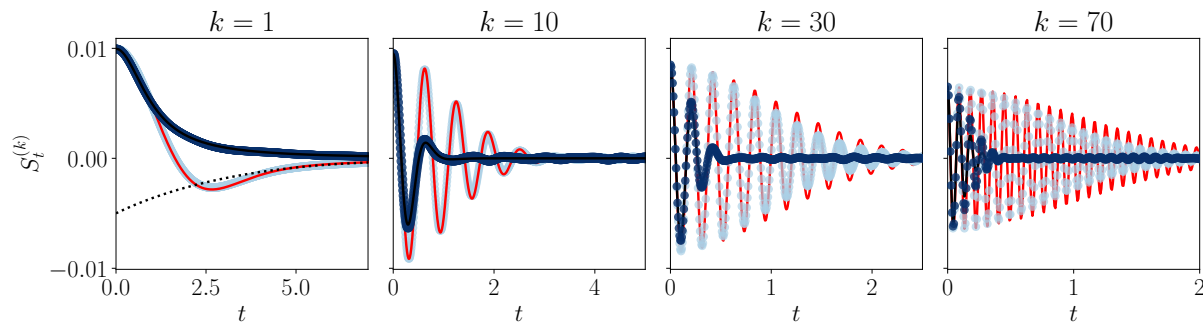 k = 1
k = 10
k = 30
k = 70
S_t^{(k)}
0.01
0.00
−0.01
0.0 2.5 5.0
0 2 4
0 1 2
0 1 2
t t t t